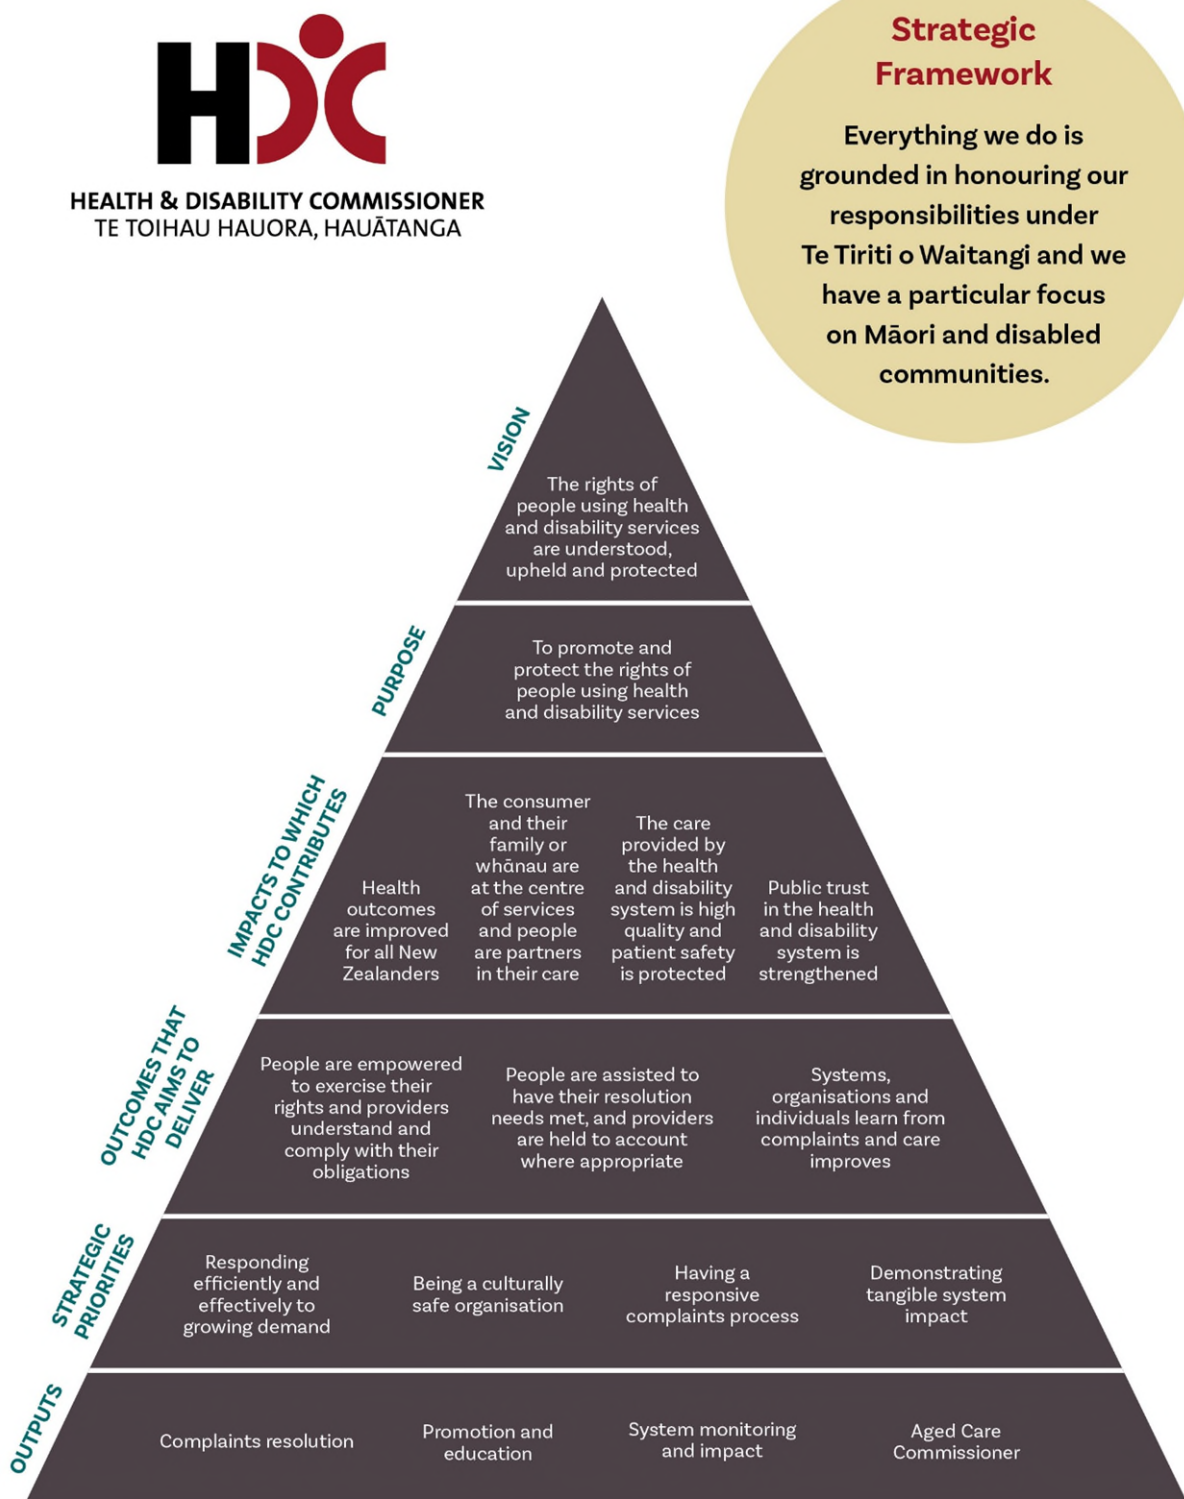 HDC
HEALTH & DISABILITY COMMISSIONER
TE TOIHAU HAUORA, HAUĀTANGA
Strategic
Framework
Everything we do is
grounded in honouring our
responsibilities under
Te Tiriti o Waitangi and we
have a particular focus
on Māori and disabled
communities.
VISION
The rights of
people using health
and disability services
are understood,
upheld and protected
PURPOSE
To promote and
protect the rights of
people using health
and disability services
IMPACTS TO WHICH
HDC CONTRIBUTES
Health
outcomes
are improved
for all New
Zealanders
The consumer
and their
family or
whānau are
at the centre
of services
and people
are partners
in their care
The care
provided by
the health
and disability
system is high
quality and
patient safety
is protected
Public trust
in the health
and disability
system is
strengthened
OUTCOMES THAT
HDC AIMS TO
DELIVER
People are empowered
to exercise their
rights and providers
understand and
comply with their
obligations
People are assisted to
have their resolution
needs met, and providers
are held to account
where appropriate
Systems,
organisations and
individuals learn from
complaints and care
improves
STRATEGIC
PRIORITIES
Responding
efficiently and
effectively to
growing demand
Being a culturally
safe organisation
Having a
responsive
complaints process
Demonstrating
tangible system
impact
OUTPUTS
Complaints resolution
Promotion and
education
System monitoring
and impact
Aged Care
Commissioner